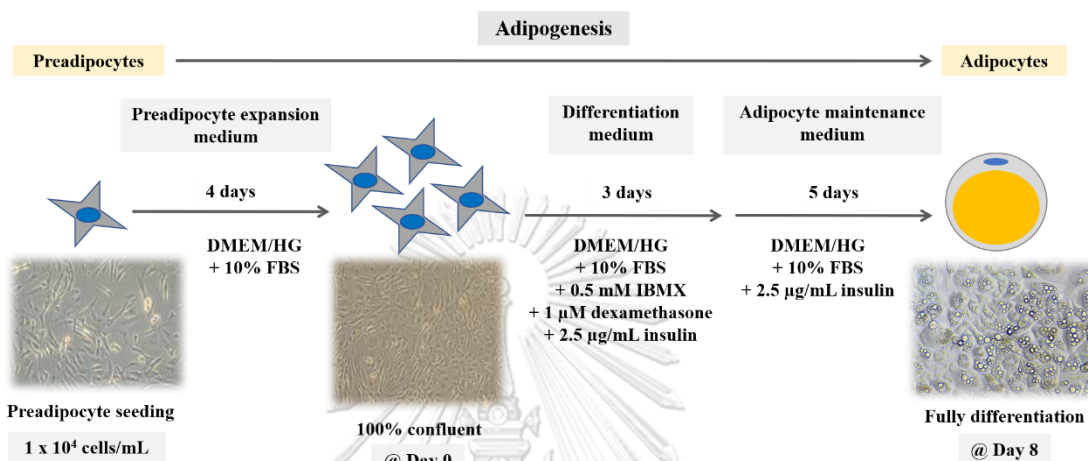 Adipogenesis
Preadipocytes
Adipocytes
Preadipocyte expansion
medium
Differentiation
medium
Adipocyte maintenance
medium
4 days
3 days
5 days
DMEM/HG
+ 10% FBS
DMEM/HG
+ 10% FBS
+ 0.5 mM IBMX
+ 1 µM dexamethasone
+ 2.5 µg/mL insulin
DMEM/HG
+ 10% FBS
+ 2.5 µg/mL insulin
Preadipocyte seeding
1 x 10⁴ cells/mL
100% confluent
@ Day 0
Fully differentiation
@ Day 8